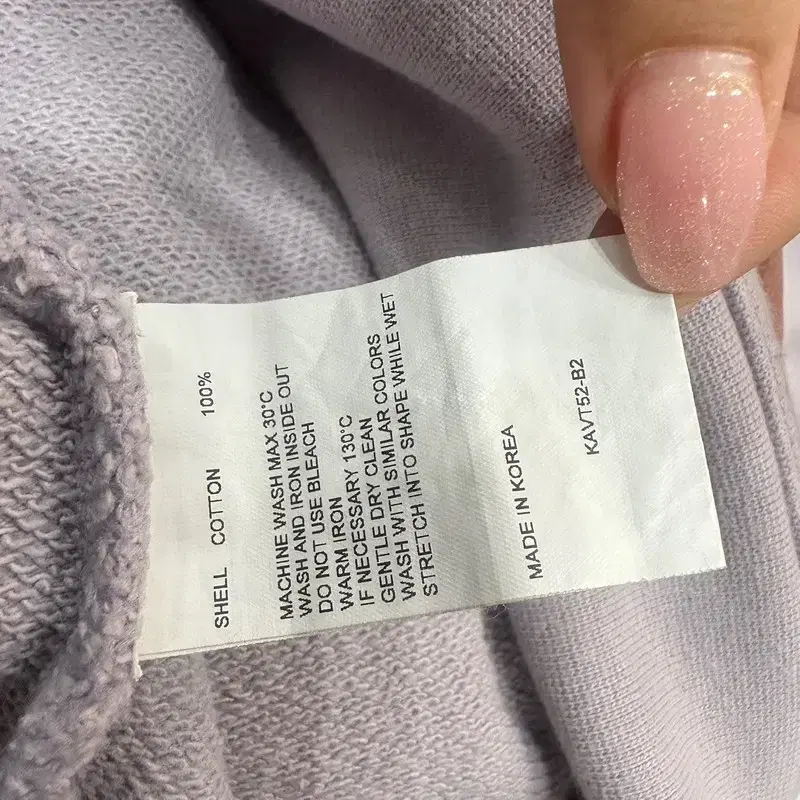 SHELL COTTON 100%
MACHINE WASH MAX 30°C
WASH AND IRON INSIDE OUT
DO NOT USE BLEACH
WARM IRON
IF NECESSARY 130°C
GENTLE DRY CLEAN
WASH WITH SIMILAR COLORS
STRETCH INTO SHAPE WHILE WET
MADE IN KOREA
KAVT52-B2